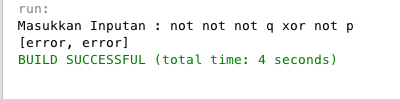 run:
Masukkan Inputan : not not not q xor not p
[error, error]
BUILD SUCCESSFUL (total time: 4 seconds)